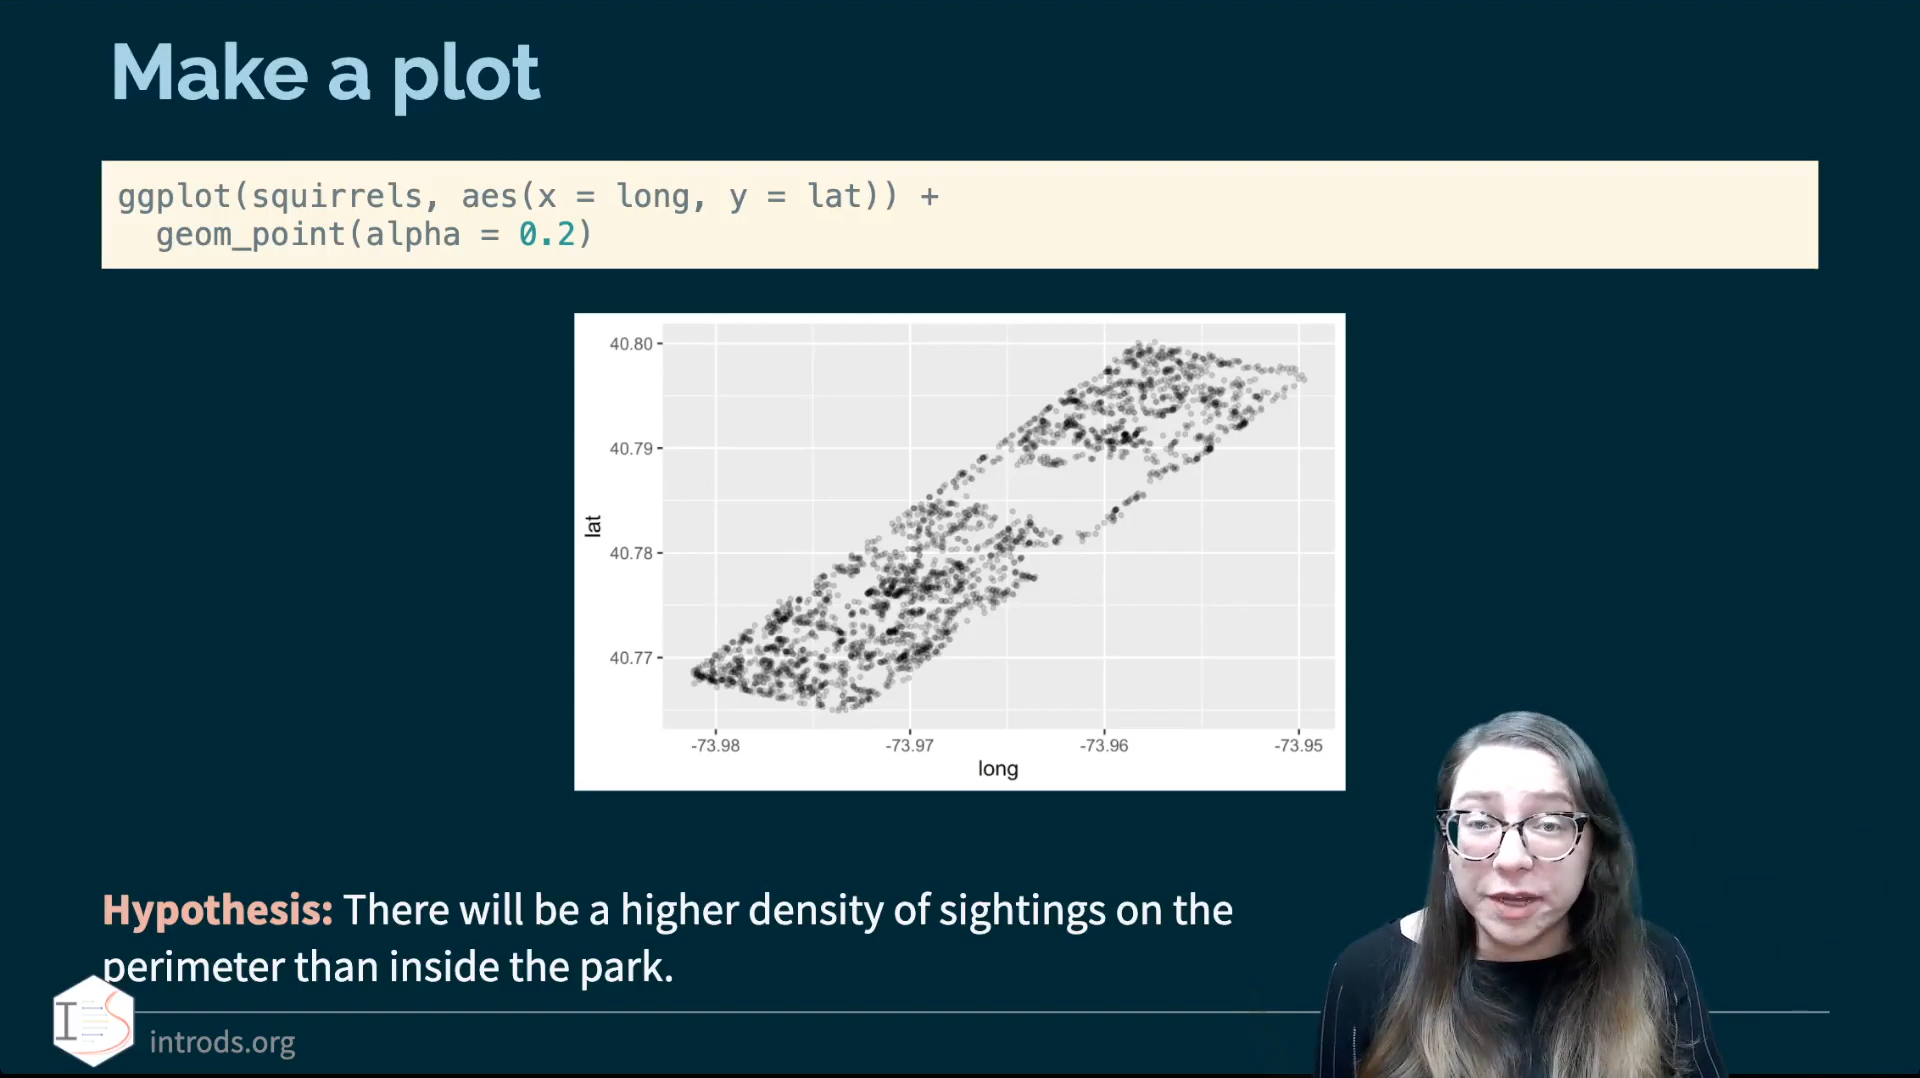 Make a plot
ggplot(squirrels, aes(x = long, y = lat)) +
  geom_point(alpha = 0.2)
40.80
40.79
lat
40.78
40.77
-73.98 -73.97 -73.96 -73.95
long
Hypothesis: There will be a higher density of sightings on the
perimeter than inside the park.
IDS
introds.org